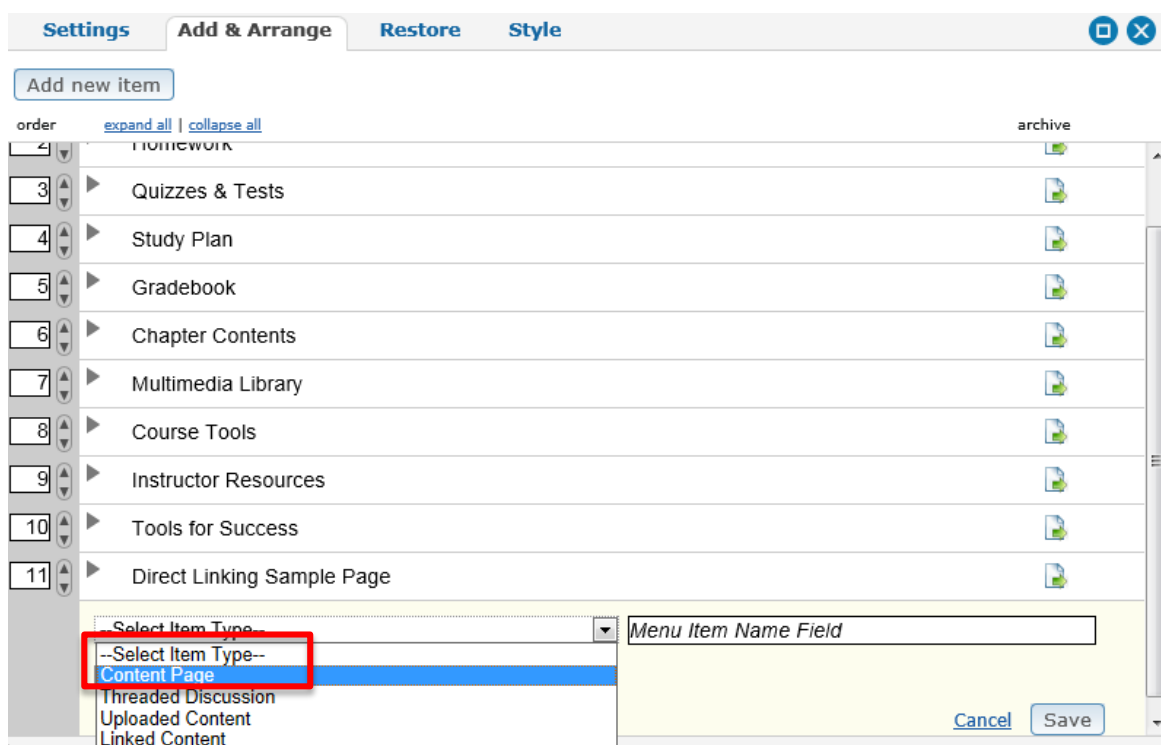 Settings Add & Arrange Restore Style
Add new item
order expand all | collapse all archive
2 Homework
3 Quizzes & Tests
4 Study Plan
5 Gradebook
6 Chapter Contents
7 Multimedia Library
8 Course Tools
9 Instructor Resources
10 Tools for Success
11 Direct Linking Sample Page
--Select Item Type-- Menu Item Name Field
--Select Item Type--
Content Page
Threaded Discussion
Uploaded Content
Cancel Save
Linked Content